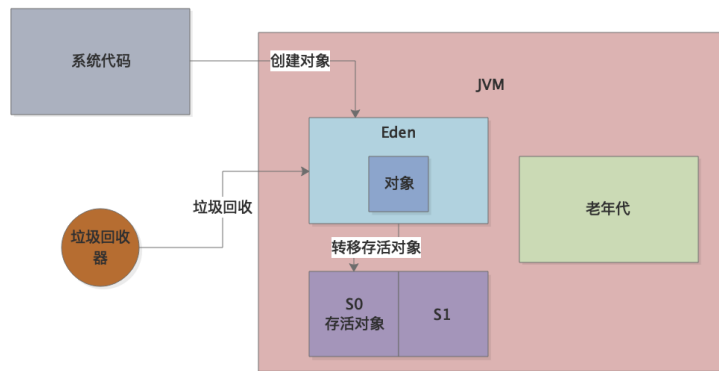 系统代码
创建对象
JVM
Eden
对象
老年代
垃圾回收
垃圾回收
器
转移存活对象
S0
存活对象
S1